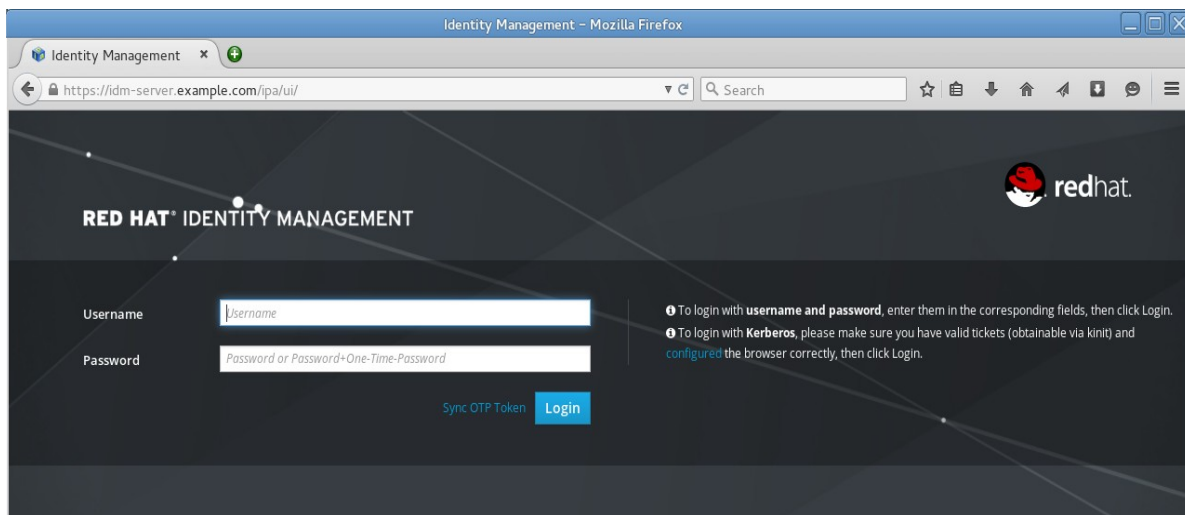 Identity Management – Mozilla Firefox
Identity Management
https://idm-server.example.com/ipa/ui/
Search
redhat.
RED HAT® IDENTITY MANAGEMENT
Username
Username
To login with username and password, enter them in the corresponding fields, then click Login.
To login with Kerberos, please make sure you have valid tickets (obtainable via kinit) and
configured the browser correctly, then click Login.
Password
Password or Password+One-Time-Password
Sync OTP Token
Login